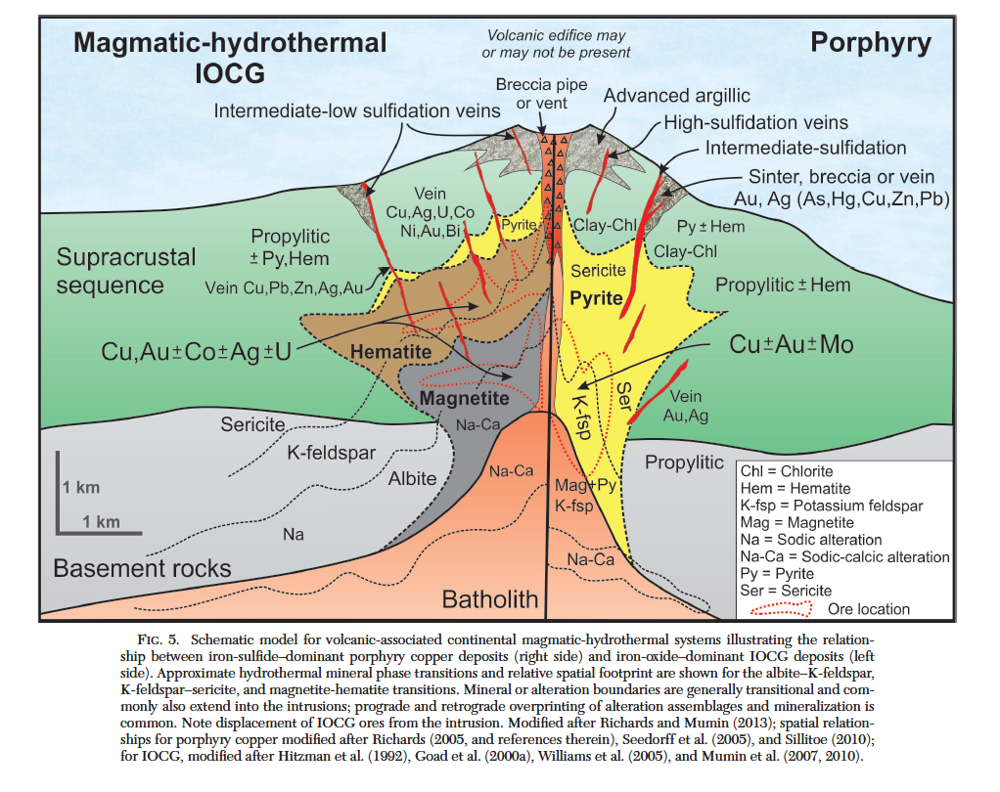 Magmatic-hydrothermal
IOCG
Volcanic edifice may
or may not be present
Porphyry
Breccia pipe
or vent
Advanced argillic
Intermediate-low sulfidation veins
High-sulfidation veins
Intermediate-sulfidation
Sinter, breccia or vein
Au, Ag (As,Hg,Cu,Zn,Pb)
Vein
Cu,Ag,U,Co
Ni,Au,Bi
Pyrite
Clay-Chl
Py ± Hem
Clay-Chl
Propylitic
± Py,Hem
Supracrustal
sequence
Vein Cu,Pb,Zn,Ag,Au
Sericite
Pyrite
Propylitic ± Hem
Cu,Au±Co±Ag±U
Hematite
Cu±Au±Mo
Magnetite
K-fsp
Ser
Vein
Au,Ag
Sericite
Na-Ca
K-feldspar
Albite
Na-Ca
Mag+Py
K-fsp
Propylitic
1 km
1 km
Na
Na-Ca
Basement rocks
Batholith
Chl = Chlorite
Hem = Hematite
K-fsp = Potassium feldspar
Mag = Magnetite
Na = Sodic alteration
Na-Ca = Sodic-calcic alteration
Py = Pyrite
Ser = Sericite
Ore location
FIG. 5. Schematic model for volcanic-associated continental magmatic-hydrothermal systems illustrating the relation-
ship between iron-sulfide–dominant porphyry copper deposits (right side) and iron-oxide–dominant IOCG deposits (left
side). Approximate hydrothermal mineral phase transitions and relative spatial footprint are shown for the albite–K-feldspar,
K-feldspar–sericite, and magnetite-hematite transitions. Mineral or alteration boundaries are generally transitional and com-
monly also extend into the intrusions; prograde and retrograde overprinting of alteration assemblages and mineralization is
common. Note displacement of IOCG ores from the intrusion. Modified after Richards and Mumin (2013); spatial relation-
ships for porphyry copper modified after Richards (2005, and references therein), Seedorff et al. (2005), and Sillitoe (2010);
for IOCG, modified after Hitzman et al. (1992), Goad et al. (2000a), Williams et al. (2005), and Mumin et al. (2007, 2010).